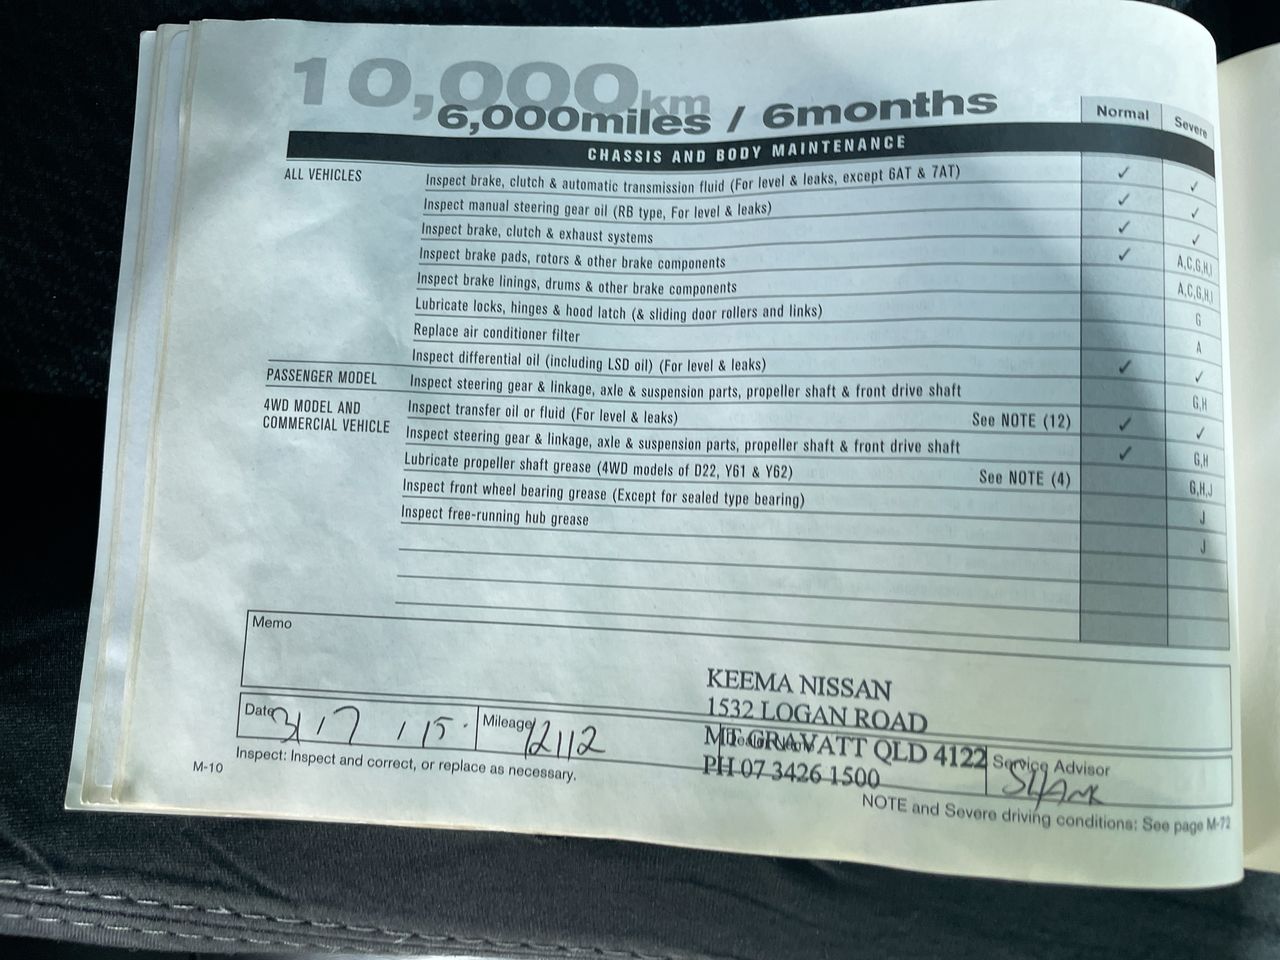 10,000km
6,000miles / 6months
Normal
Severe
CHASSIS AND BODY MAINTENANCE
ALL VEHICLES
Inspect brake, clutch & automatic transmission fluid (For level & leaks, except 6AT & 7AT) ✓ ✓
Inspect manual steering gear oil (RB type, For level & leaks) ✓ ✓
Inspect brake, clutch & exhaust systems ✓ ✓
Inspect brake pads, rotors & other brake components ✓ A,C,G,H,I
Inspect brake linings, drums & other brake components A,C,G,H,I
Lubricate locks, hinges & hood latch (& sliding door rollers and links) G
Replace air conditioner filter A
Inspect differential oil (including LSD oil) (For level & leaks) ✓ ✓
PASSENGER MODEL
Inspect steering gear & linkage, axle & suspension parts, propeller shaft & front drive shaft G,H
4WD MODEL AND
COMMERCIAL VEHICLE
Inspect transfer oil or fluid (For level & leaks) See NOTE (12) ✓ ✓
Inspect steering gear & linkage, axle & suspension parts, propeller shaft & front drive shaft ✓ G,H
Lubricate propeller shaft grease (4WD models of D22, Y61 & Y62) See NOTE (4) G,H,J
Inspect front wheel bearing grease (Except for sealed type bearing) J
Inspect free-running hub grease J
Memo
KEEMA NISSAN
1532 LOGAN ROAD
MT GRAVATT QLD 4122
PH 07 3426 1500
Date 31 7 / 15.
Mileage 12112
Service Advisor
M-10
Inspect: Inspect and correct, or replace as necessary.
NOTE and Severe driving conditions: See page M-72